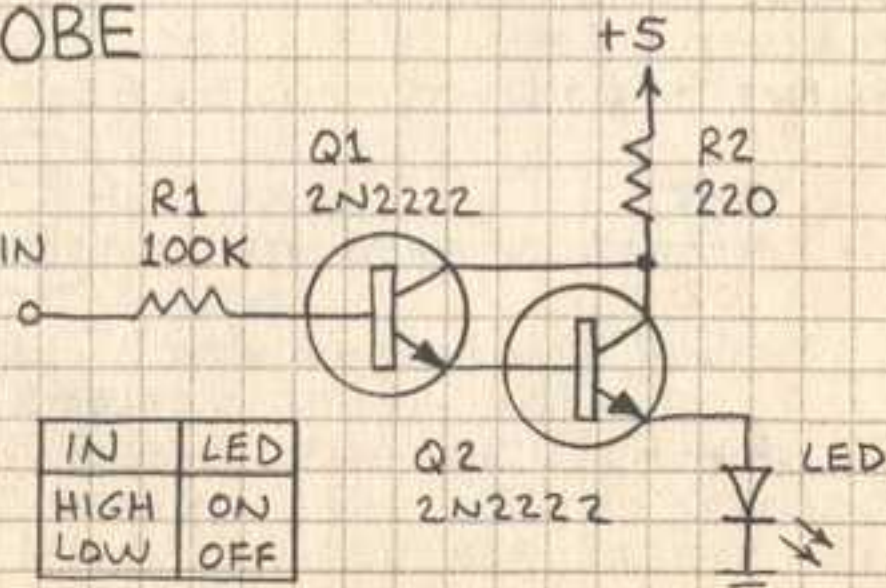 OBE
+5
Q1
2N2222
R2
220
R1
100K
IN
IN LED
HIGH ON
LOW OFF
Q2
2N2222
LED